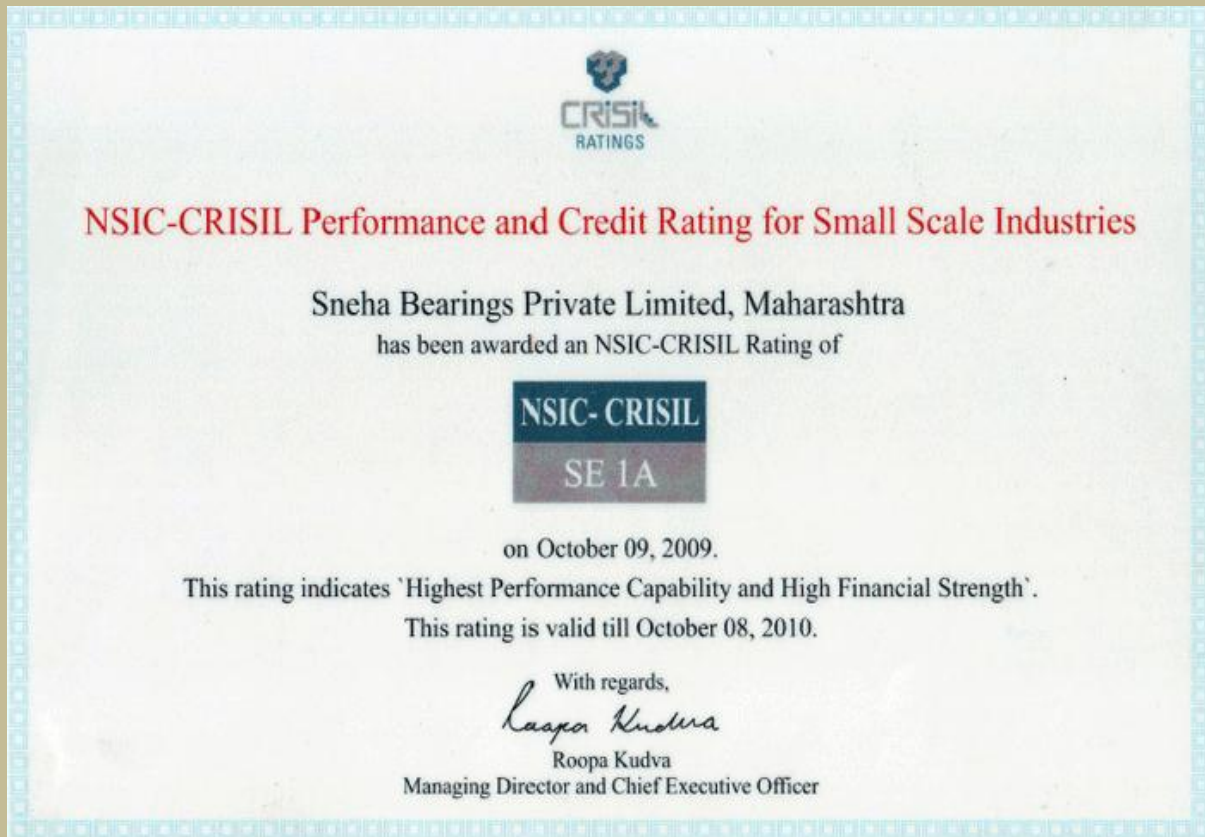 CRISIL
RATINGS
NSIC-CRISIL Performance and Credit Rating for Small Scale Industries
Sneha Bearings Private Limited, Maharashtra
has been awarded an NSIC-CRISIL Rating of
NSIC- CRISIL
SE 1A
on October 09, 2009.
This rating indicates `Highest Performance Capability and High Financial Strength`.
This rating is valid till October 08, 2010.
With regards,
Roopa Kudva
Roopa Kudva
Managing Director and Chief Executive Officer